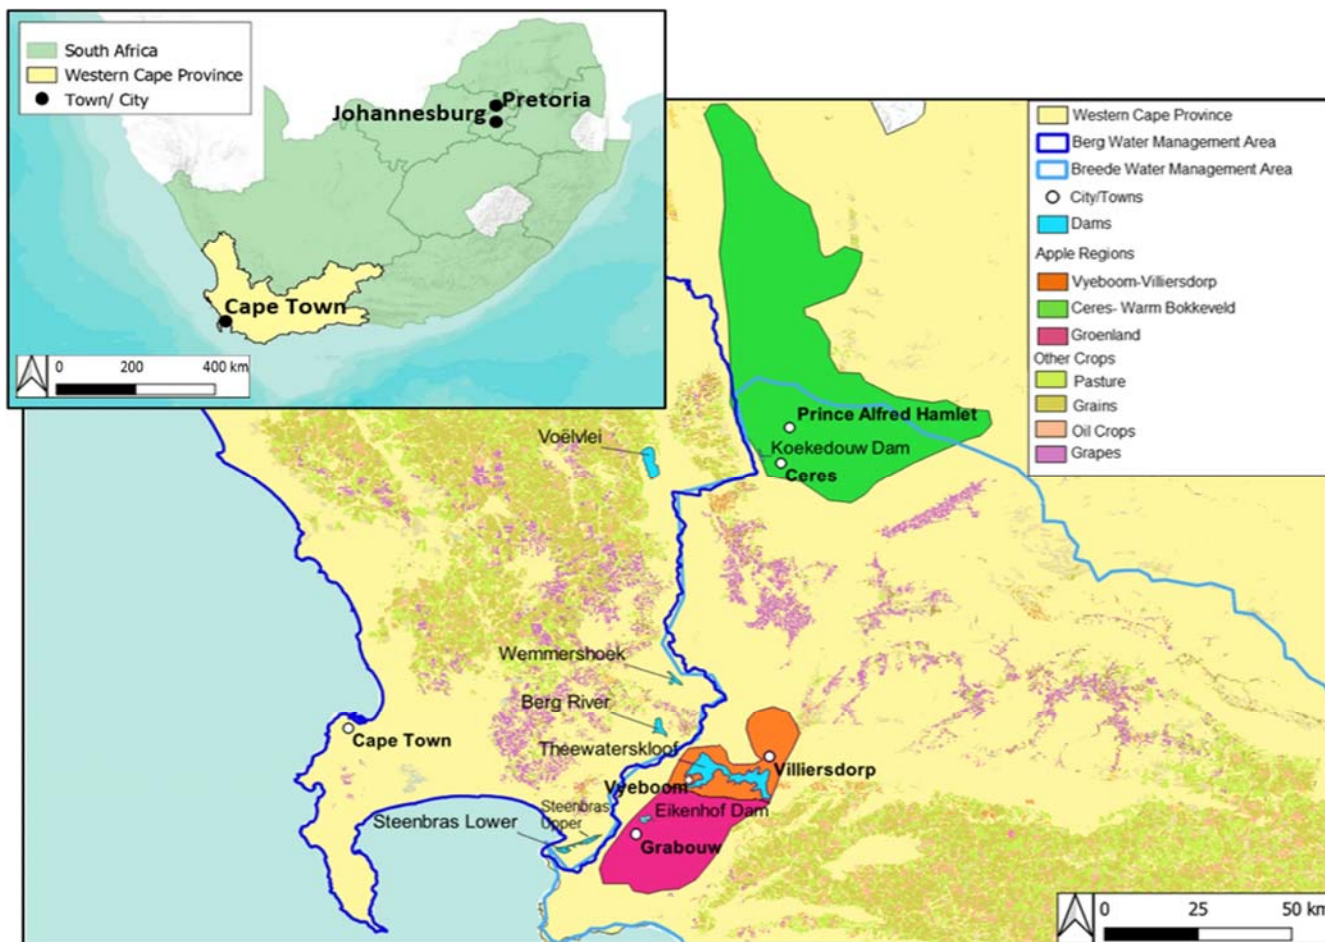 South Africa
Western Cape Province
Town/ City
Pretoria
Johannesburg
Cape Town
0 200 400 km
Western Cape Province
Berg Water Management Area
Breede Water Management Area
City/Towns
Dams
Apple Regions
Vyeboom-Villiersdorp
Ceres- Warm Bokkeveld
Groenland
Other Crops
Pasture
Grains
Oil Crops
Grapes
Prince Alfred Hamlet
Voëlvlei
Koekedouw Dam
Ceres
Wemmershoek
Berg River
Cape Town
Theewaterskloof
Villiersdorp
Vyeboom
Steenbras
Upper
Eikenhof Dam
Steenbras Lower
Grabouw
0 25 50 km